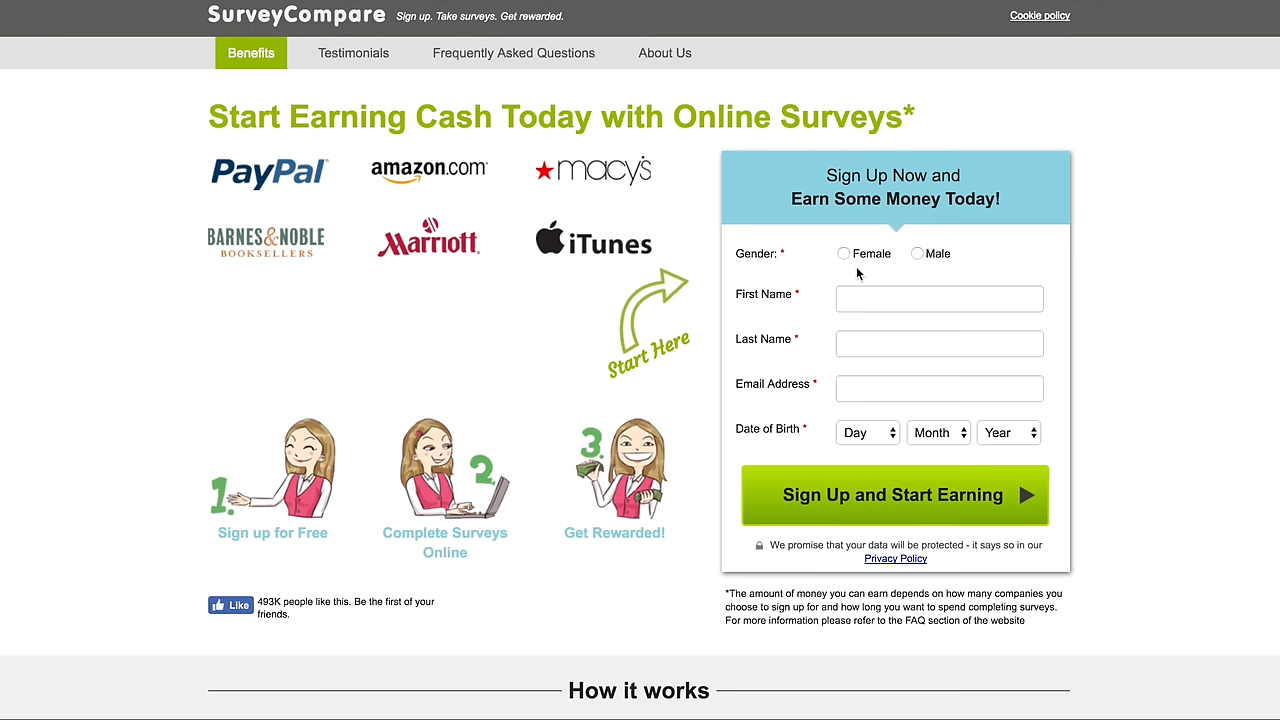 SurveyCompare Sign up. Take surveys. Get rewarded. Cookie policy
Benefits Testimonials Frequently Asked Questions About Us
Start Earning Cash Today with Online Surveys*
PayPal amazon.com macy's
BARNES&NOBLE
BOOKSELLERS
Marriott iTunes
Start Here
Sign Up Now and
Earn Some Money Today!
Gender: * Female Male
First Name *
Last Name *
Email Address *
Date of Birth * Day Month Year
Sign Up and Start Earning
We promise that your data will be protected - it says so in our
Privacy Policy
1. 2. 3.
Sign up for Free
Complete Surveys
Online
Get Rewarded!
Like 493K people like this. Be the first of your
friends.
*The amount of money you can earn depends on how many companies you
choose to sign up for and how long you want to spend completing surveys.
For more information please refer to the FAQ section of the website
How it works